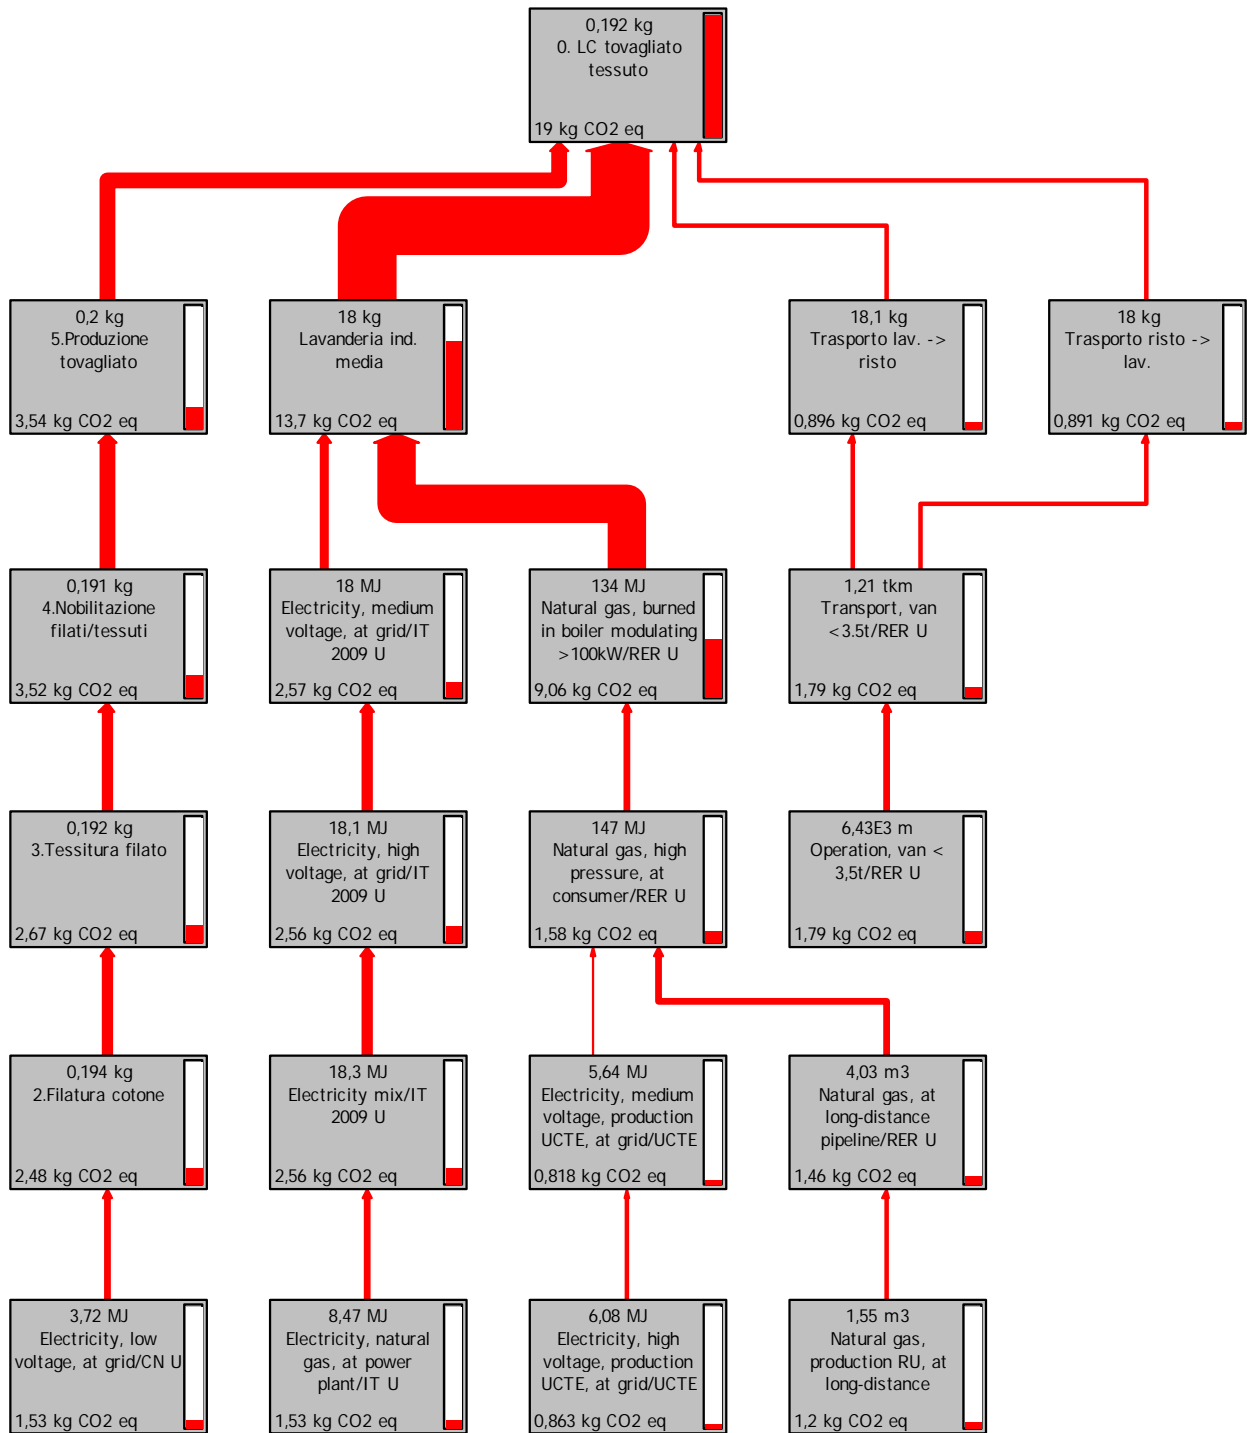 0,192 kg
0. LC tovagliato
tessuto
19 kg CO2 eq
0,2 kg
5.Produzione
tovagliato
3,54 kg CO2 eq
18 kg
Lavanderia ind.
media
13,7 kg CO2 eq
18,1 kg
Trasporto lav. ->
risto
0,896 kg CO2 eq
18 kg
Trasporto risto ->
lav.
0,891 kg CO2 eq
0,191 kg
4.Nobilitazione
filati/tessuti
3,52 kg CO2 eq
18 MJ
Electricity, medium
voltage, at grid/IT
2009 U
2,57 kg CO2 eq
134 MJ
Natural gas, burned
in boiler modulating
>100kW/RER U
9,06 kg CO2 eq
1,21 tkm
Transport, van
<3.5t/RER U
1,79 kg CO2 eq
0,192 kg
3.Tessitura filato
2,67 kg CO2 eq
18,1 MJ
Electricity, high
voltage, at grid/IT
2009 U
2,56 kg CO2 eq
147 MJ
Natural gas, high
pressure, at
consumer/RER U
1,58 kg CO2 eq
6,43E3 m
Operation, van <
3,5t/RER U
1,79 kg CO2 eq
0,194 kg
2.Filatura cotone
2,48 kg CO2 eq
18,3 MJ
Electricity mix/IT
2009 U
2,56 kg CO2 eq
5,64 MJ
Electricity, medium
voltage, production
UCTE, at grid/UCTE
0,818 kg CO2 eq
4,03 m3
Natural gas, at
long-distance
pipeline/RER U
1,46 kg CO2 eq
3,72 MJ
Electricity, low
voltage, at grid/CN U
1,53 kg CO2 eq
8,47 MJ
Electricity, natural
gas, at power
plant/IT U
1,53 kg CO2 eq
6,08 MJ
Electricity, high
voltage, production
UCTE, at grid/UCTE
0,863 kg CO2 eq
1,55 m3
Natural gas,
production RU, at
long-distance
1,2 kg CO2 eq